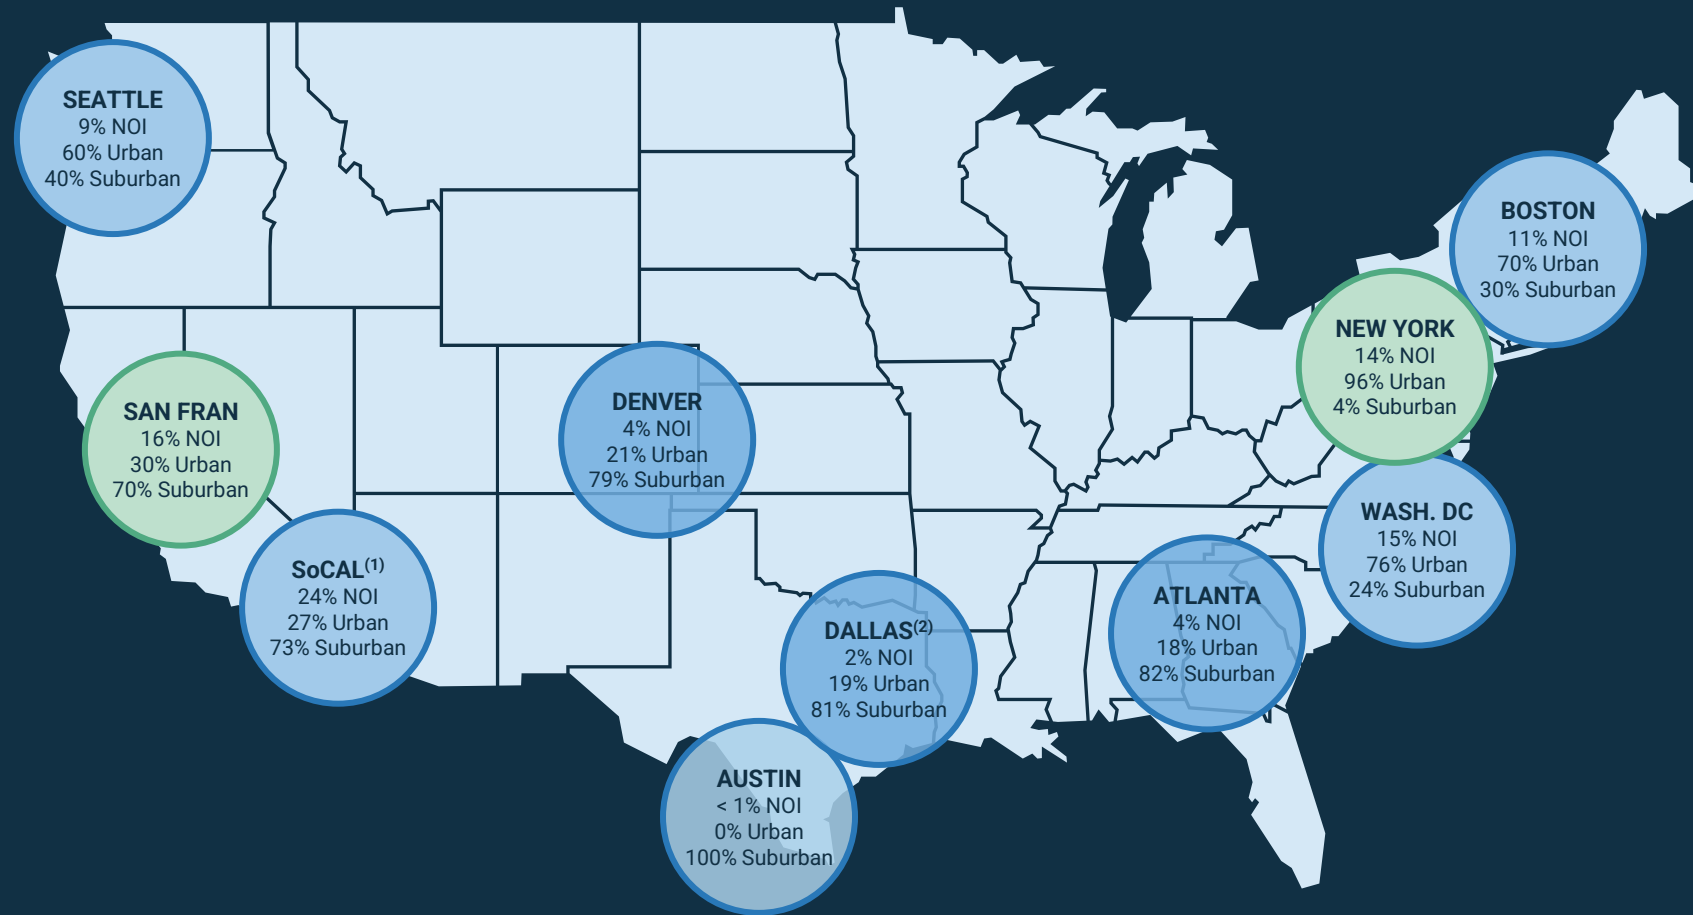 SEATTLE
9% NOI
60% Urban
40% Suburban
BOSTON
11% NOI
70% Urban
30% Suburban
NEW YORK
14% NOI
96% Urban
4% Suburban
SAN FRAN
16% NOI
30% Urban
70% Suburban
DENVER
4% NOI
21% Urban
79% Suburban
WASH. DC
15% NOI
76% Urban
24% Suburban
SoCAL(1)
24% NOI
27% Urban
73% Suburban
ATLANTA
4% NOI
18% Urban
82% Suburban
DALLAS(2)
2% NOI
19% Urban
81% Suburban
AUSTIN
< 1% NOI
0% Urban
100% Suburban